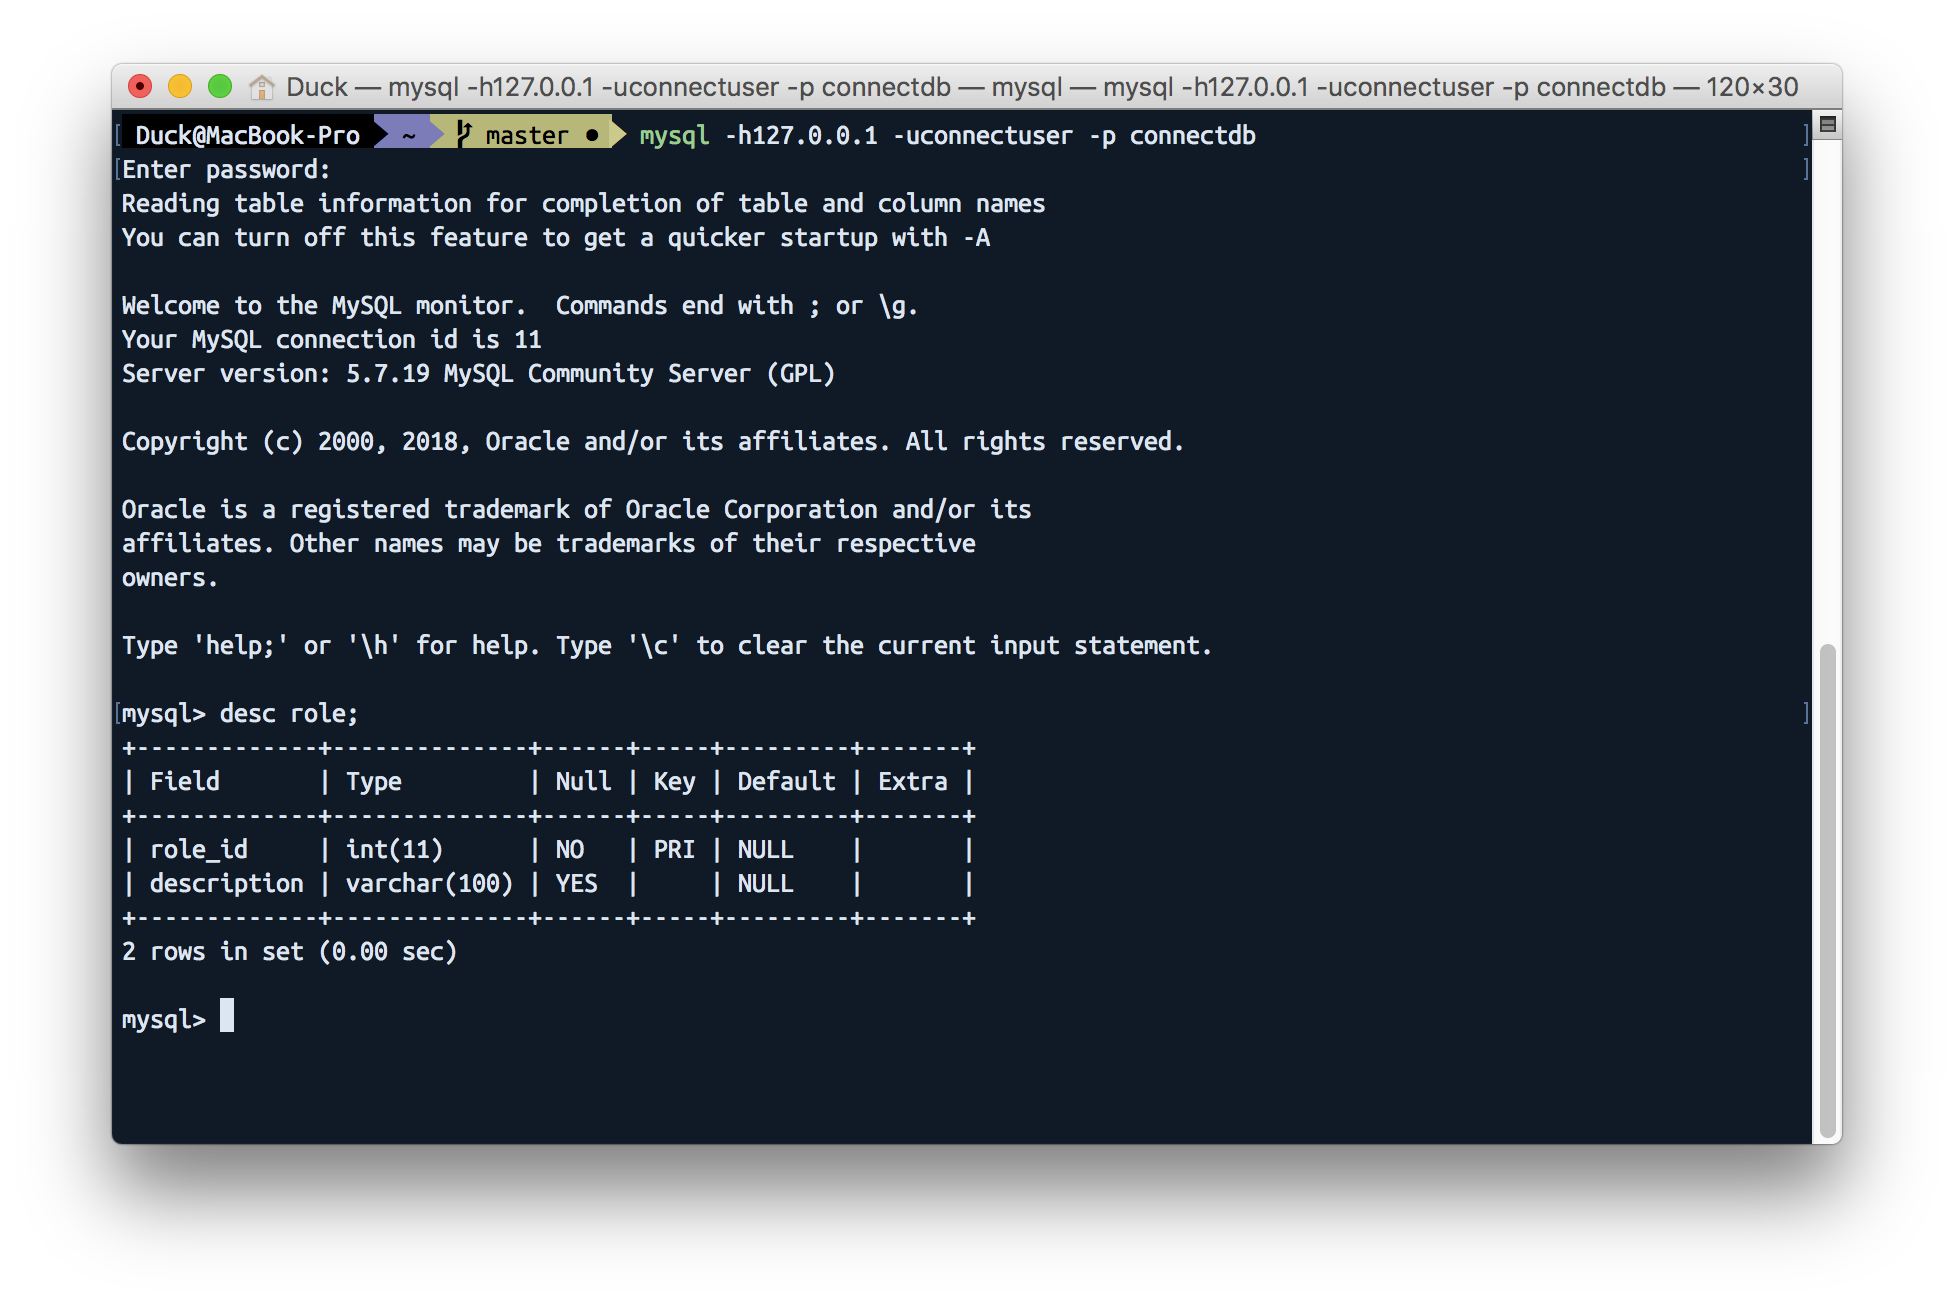 Duck — mysql -h127.0.0.1 -uconnectuser -p connectdb — mysql — mysql -h127.0.0.1 -uconnectuser -p connectdb — 120×30
Duck@MacBook-Pro ~ master ● mysql -h127.0.0.1 -uconnectuser -p connectdb
Enter password:
Reading table information for completion of table and column names
You can turn off this feature to get a quicker startup with -A

Welcome to the MySQL monitor.  Commands end with ; or \g.
Your MySQL connection id is 11
Server version: 5.7.19 MySQL Community Server (GPL)

Copyright (c) 2000, 2018, Oracle and/or its affiliates. All rights reserved.

Oracle is a registered trademark of Oracle Corporation and/or its
affiliates. Other names may be trademarks of their respective
owners.

Type 'help;' or '\h' for help. Type '\c' to clear the current input statement.

mysql> desc role;
+-------------+--------------+------+-----+---------+-------+
| Field       | Type         | Null | Key | Default | Extra |
+-------------+--------------+------+-----+---------+-------+
| role_id     | int(11)      | NO   | PRI | NULL    |       |
| description | varchar(100) | YES  |     | NULL    |       |
+-------------+--------------+------+-----+---------+-------+
2 rows in set (0.00 sec)

mysql>